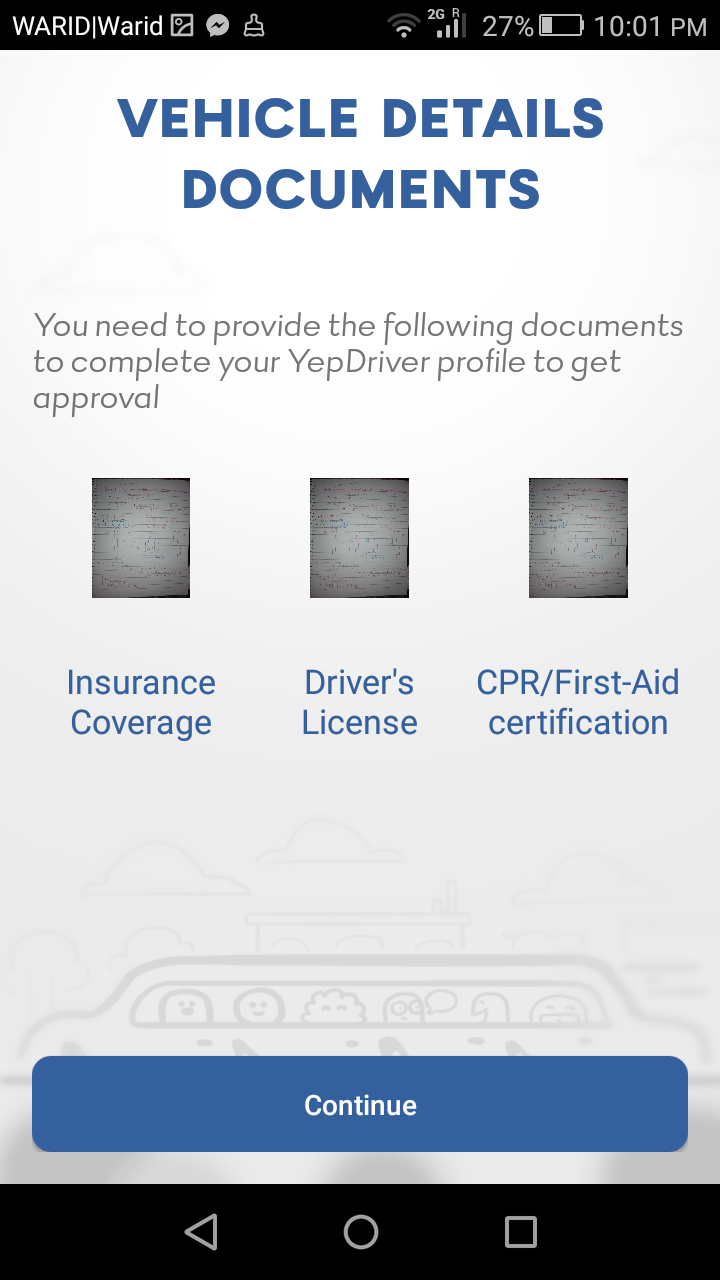 WARID|Warid 2G R 27% 10:01 PM
VEHICLE DETAILS
DOCUMENTS
You need to provide the following documents
to complete your YepDriver profile to get
approval
Insurance
Coverage
Driver's
License
CPR/First-Aid
certification
Continue